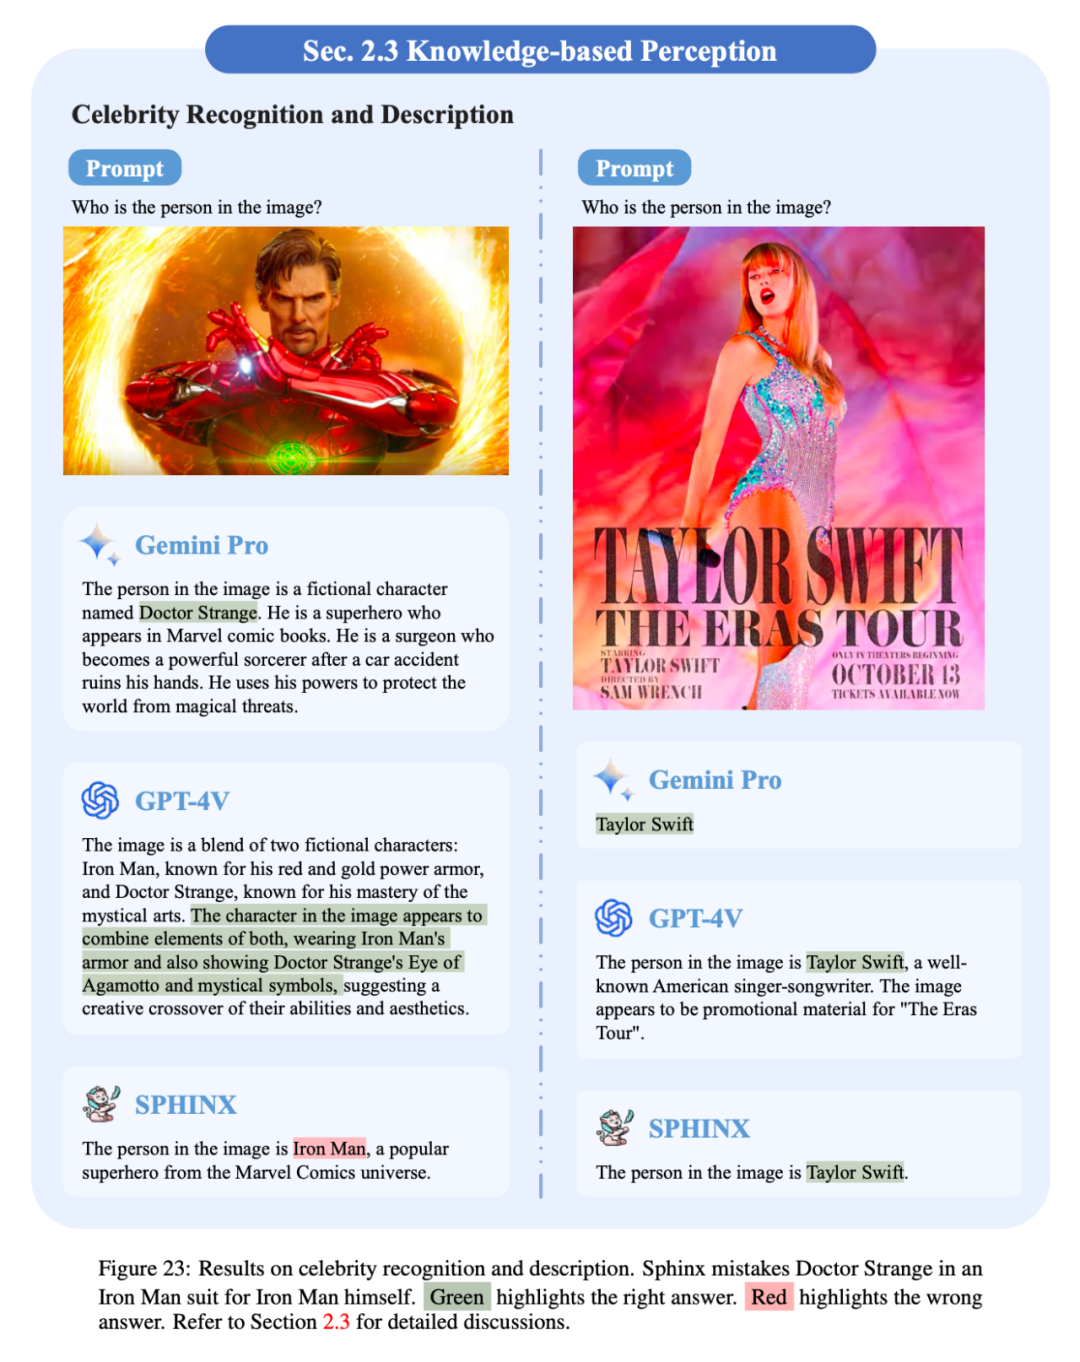 Sec. 2.3 Knowledge-based Perception
Celebrity Recognition and Description
Prompt
Who is the person in the image?
Gemini Pro
The person in the image is a fictional character
named Doctor Strange. He is a superhero who
appears in Marvel comic books. He is a surgeon who
becomes a powerful sorcerer after a car accident
ruins his hands. He uses his powers to protect the
world from magical threats.
GPT-4V
The image is a blend of two fictional characters:
Iron Man, known for his red and gold power armor,
and Doctor Strange, known for his mastery of the
mystical arts. The character in the image appears to
combine elements of both, wearing Iron Man's
armor and also showing Doctor Strange's Eye of
Agamotto and mystical symbols, suggesting a
creative crossover of their abilities and aesthetics.
SPHINX
The person in the image is Iron Man, a popular
superhero from the Marvel Comics universe.
Prompt
Who is the person in the image?
TAYLOR SWIFT
THE ERAS TOUR
STARRING
TAYLOR SWIFT
DIRECTED BY
SAM WRENCH
ONLY IN THEATERS BEGINNING
OCTOBER 13
TICKETS AVAILABLE NOW
Gemini Pro
Taylor Swift
GPT-4V
The person in the image is Taylor Swift, a well-
known American singer-songwriter. The image
appears to be promotional material for "The Eras
Tour".
SPHINX
The person in the image is Taylor Swift.
Figure 23: Results on celebrity recognition and description. Sphinx mistakes Doctor Strange in an
Iron Man suit for Iron Man himself. Green highlights the right answer. Red highlights the wrong
answer. Refer to Section 2.3 for detailed discussions.